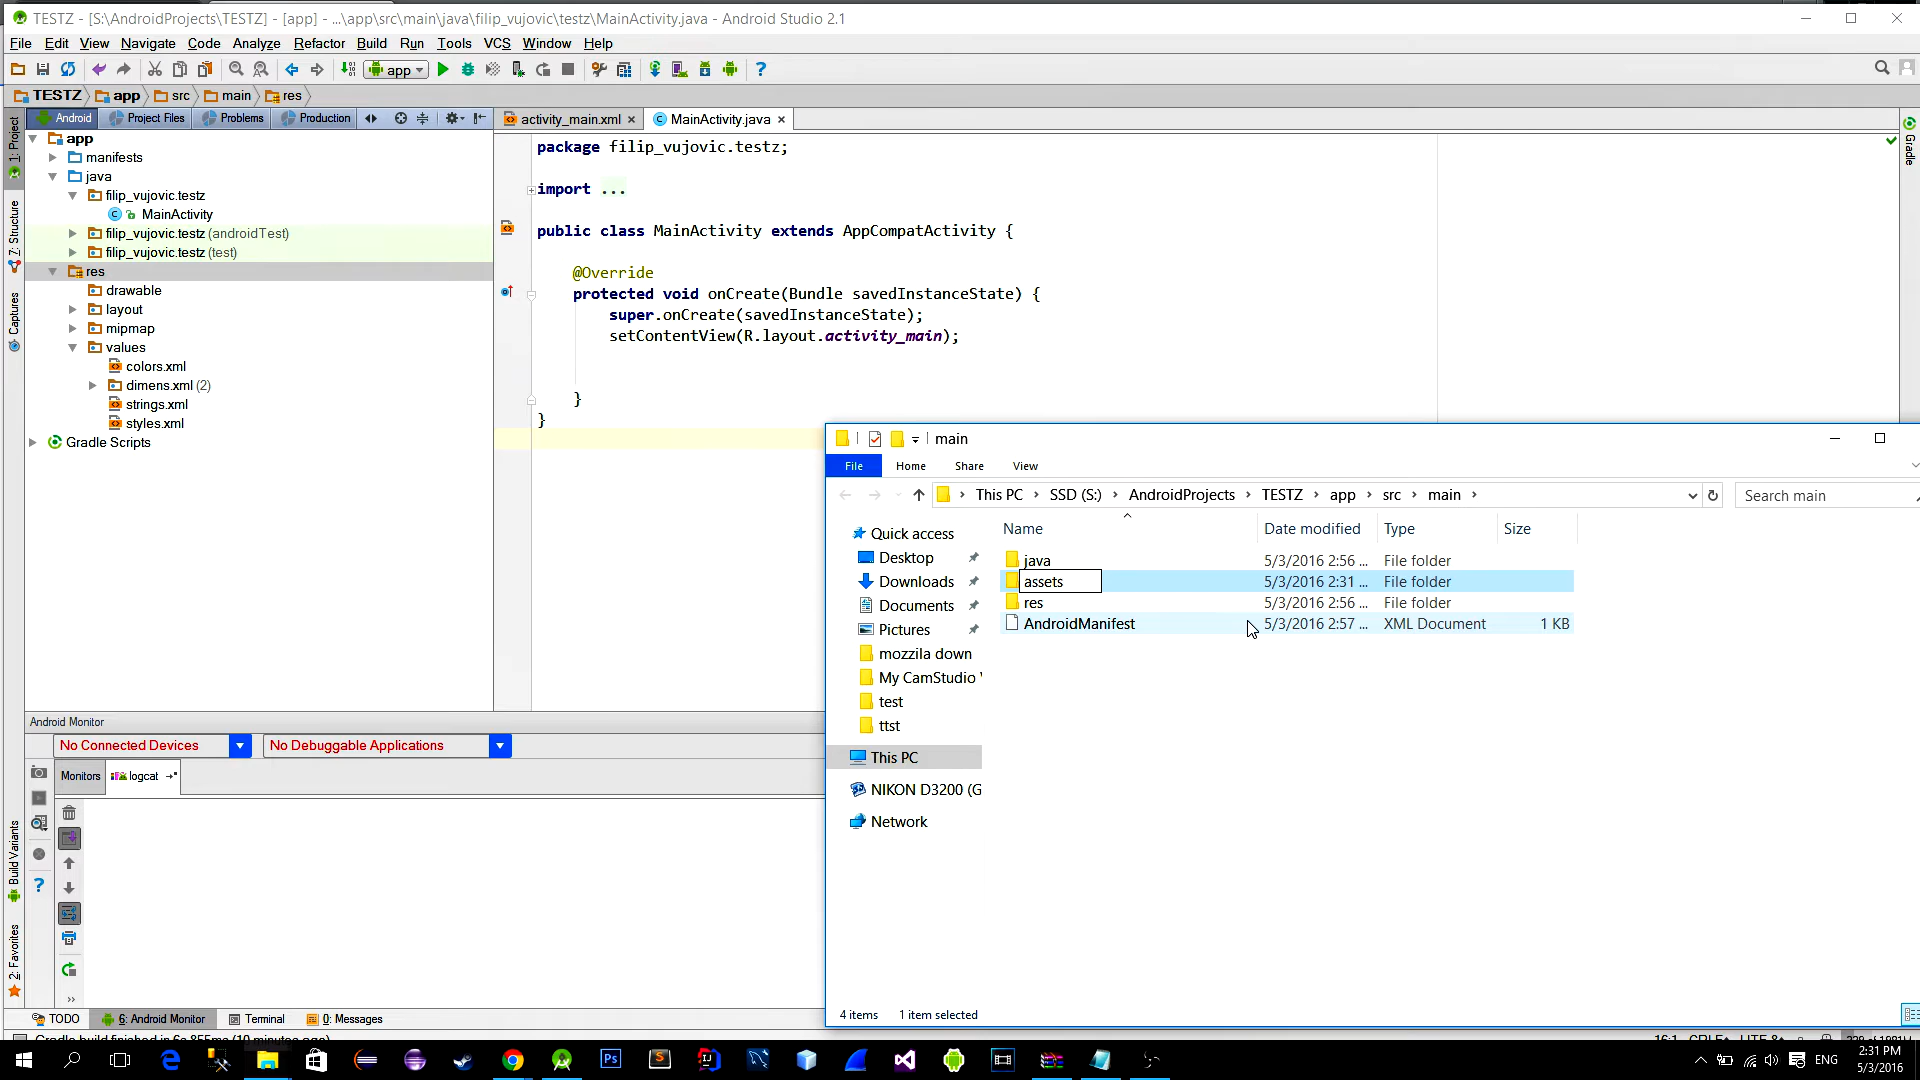 TESTZ - [S:\AndroidProjects\TESTZ] - [app] - ...\app\src\main\java\filip_vujovic\testz\MainActivity.java - Android Studio 2.1
File Edit View Navigate Code Analyze Refactor Build Run Tools VCS Window Help
app
TESTZ app src main res
Android Project Files Problems Production
activity_main.xml MainActivity.java
1: Project
7: Structure
Captures
Build Variants
2: Favorites
Gradle
app
manifests
java
filip_vujovic.testz
MainActivity
filip_vujovic.testz (androidTest)
filip_vujovic.testz (test)
res
drawable
layout
mipmap
values
colors.xml
dimens.xml (2)
strings.xml
styles.xml
Gradle Scripts
package filip_vujovic.testz;
import ...
public class MainActivity extends AppCompatActivity {
@Override
protected void onCreate(Bundle savedInstanceState) {
super.onCreate(savedInstanceState);
setContentView(R.layout.activity_main);
}
}
main
File Home Share View
This PC SSD (S:) AndroidProjects TESTZ app src main
Search main
Quick access
Desktop
Downloads
Documents
Pictures
mozzila down
My CamStudio
test
ttst
This PC
NIKON D3200 (G
Network
Name Date modified Type Size
java 5/3/2016 2:56 ... File folder
assets 5/3/2016 2:31 ... File folder
res 5/3/2016 2:56 ... File folder
AndroidManifest 5/3/2016 2:57 ... XML Document 1 KB
4 items 1 item selected
Android Monitor
No Connected Devices No Debuggable Applications
Monitors logcat
TODO 6: Android Monitor Terminal 0: Messages
Gradle build finished in 6s 855ms (10 minutes ago)
Ps
ENG
2:31 PM
5/3/2016